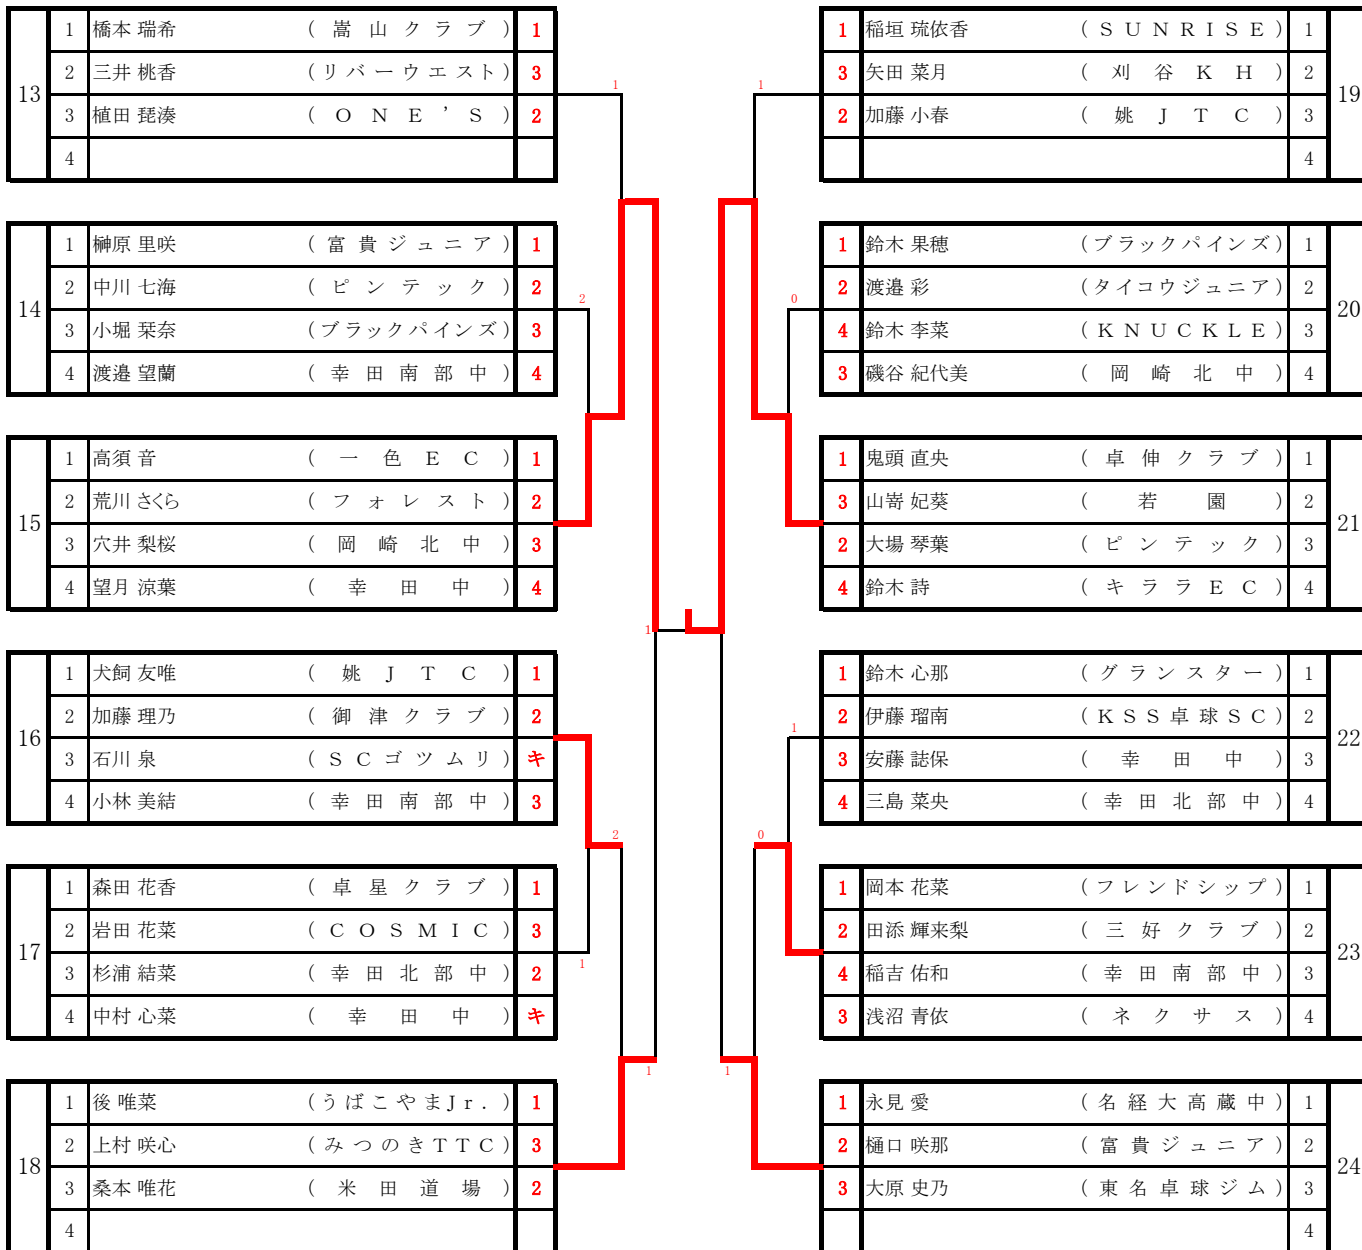 13
1 橋本 瑞希 (嵩山クラブ) 1
2 三井 桃香 (リバーウエスト) 3
3 植田 琵湊 (ONE'S) 2
4
14
1 榊原 里咲 (富貴ジュニア) 1
2 中川 七海 (ピンテック) 2
3 小堀 栞奈 (ブラックパインズ) 3
4 渡邉 望蘭 (幸田南部中) 4
15
1 高須 音 (一色EC) 1
2 荒川 さくら (フォレスト) 2
3 穴井 梨桜 (岡崎北中) 3
4 望月 涼葉 (幸田中) 4
16
1 犬飼 友唯 (姚JTC) 1
2 加藤 理乃 (御津クラブ) 2
3 石川 泉 (SCゴツムリ) キ
4 小林 美結 (幸田南部中) 3
17
1 森田 花香 (卓星クラブ) 1
2 岩田 花菜 (COSMIC) 3
3 杉浦 結菜 (幸田北部中) 2
4 中村 心菜 (幸田中) キ
18
1 後 唯菜 (うばこやまJr.) 1
2 上村 咲心 (みつのきTTC) 3
3 桑本 唯花 (米田道場) 2
4
1
2
2
1
1
1
1
0
1
0
1
1 稲垣 琉依香 (SUNRISE) 1
3 矢田 菜月 (刈谷KH) 2
2 加藤 小春 (姚JTC) 3
4
19
1 鈴木 果穂 (ブラックパインズ) 1
2 渡邉 彩 (タイコウジュニア) 2
4 鈴木 李菜 (KNUCKLE) 3
3 磯谷 紀代美 (岡崎北中) 4
20
1 鬼頭 直央 (卓伸クラブ) 1
3 山嵜 妃葵 (若園) 2
2 大場 琴葉 (ピンテック) 3
4 鈴木 詩 (キララEC) 4
21
1 鈴木 心那 (グランスター) 1
2 伊藤 瑠南 (KSS卓球SC) 2
3 安藤 誌保 (幸田中) 3
4 三島 菜央 (幸田北部中) 4
22
1 岡本 花菜 (フレンドシップ) 1
2 田添 輝来梨 (三好クラブ) 2
4 稲吉 佑和 (幸田南部中) 3
3 浅沼 青依 (ネクサス) 4
23
1 永見 愛 (名経大高蔵中) 1
2 樋口 咲那 (富貴ジュニア) 2
3 大原 史乃 (東名卓球ジム) 3
4
24